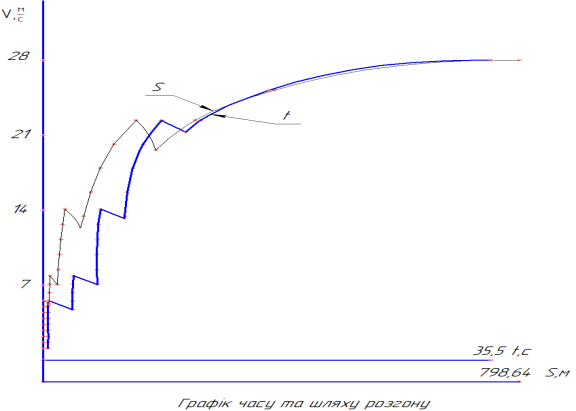 V, м/с
28
S
t
21
14
7
35,5 t,с
798,64 S,м
Графік часу та шляху розгону